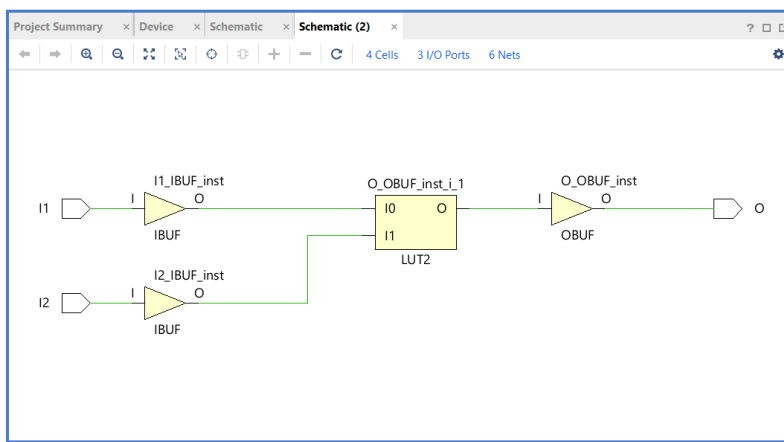 Project Summary × Device × Schematic × Schematic (2) × ?
4 Cells 3 I/O Ports 6 Nets
I1_IBUF_inst O_OBUF_inst_i_1 O_OBUF_inst
I1 I O I0 O I O O
IBUF I1 OBUF
LUT2
I2_IBUF_inst
I2 I O
IBUF